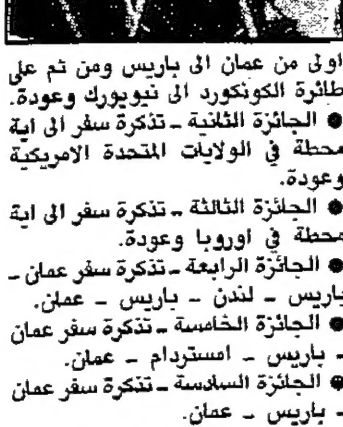 اولى من عمان الى باريس ومن ثم على
طائرة الكونكورد الى نيويورك وعودة.
● الجائزة الثانية ـ تذكرة سفر الى اية
محطة في الولايات المتحدة الامريكية
وعودة.
● الجائزة الثالثة ـ تذكرة سفر الى اية
محطة في اوروبا وعودة.
● الجائزة الرابعة ـ تذكرة سفر عمان ـ
باريس ـ لندن ـ باريس ـ عمان.
● الجائزة الخامسة ـ تذكرة سفر عمان
ـ باريس ـ امستردام ـ عمان.
● الجائزة السادسة ـ تذكرة سفر عمان
ـ باريس ـ عمان.